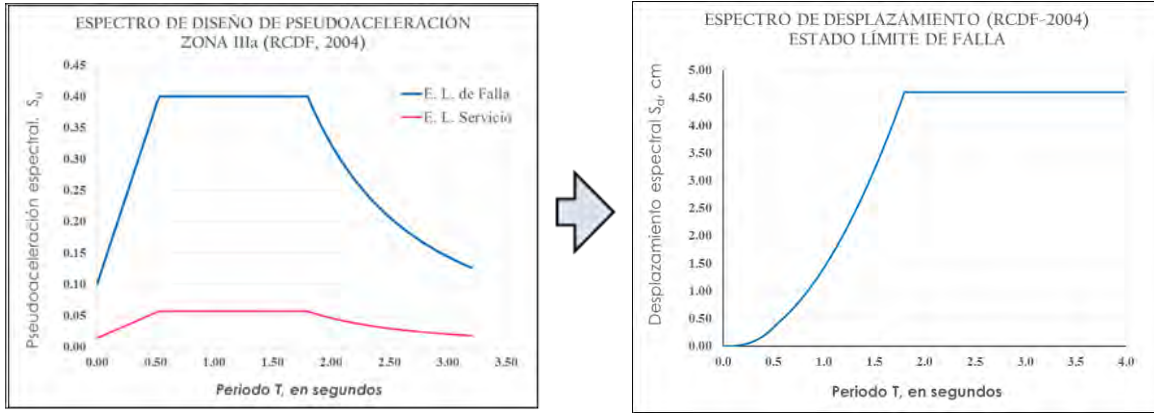 ESPECTRO DE DISEÑO DE PSEUDOACELERACIÓN
ZONA IIIa (RCDF, 2004)
Pseudoaceleración espectral. Sᵤ
0.45
0.40
0.35
0.30
0.25
0.20
0.15
0.10
0.05
0.00
E. L. de Falla
E. L. Servicio
0.00 0.50 1.00 1.50 2.00 2.50 3.00 3.50
Periodo T, en segundos
ESPECTRO DE DESPLAZAMIENTO (RCDF-2004)
ESTADO LÍMITE DE FALLA
Desplazamiento espectral Sd, cm
5.00
4.50
4.00
3.50
3.00
2.50
2.00
1.50
1.00
0.50
0.00
0.0 0.5 1.0 1.5 2.0 2.5 3.0 3.5 4.0
Periodo T, en segundos